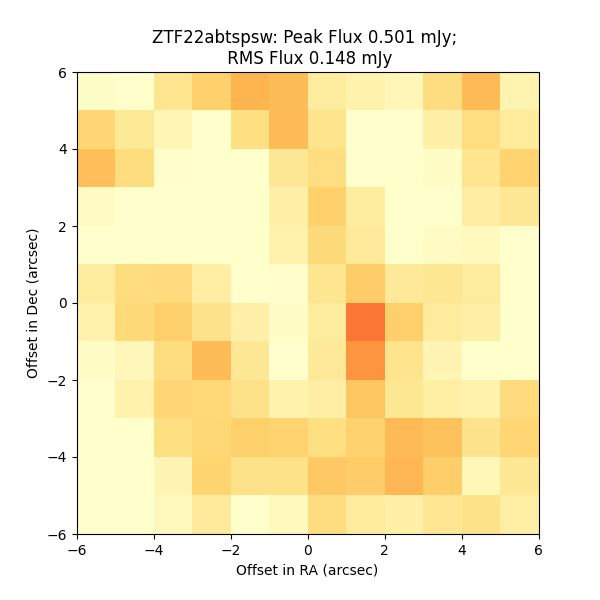 ZTF22abtspsw: Peak Flux 0.501 mJy;
RMS Flux 0.148 mJy
6
4
2
0
−2
−4
−6
Offset in Dec (arcsec)
−6 −4 −2 0 2 4 6
Offset in RA (arcsec)